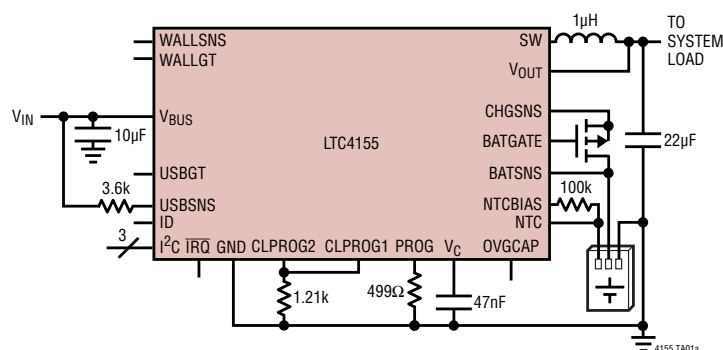 1µH
TO
SYSTEM
LOAD
WALLSNS
WALLGT
SW
VOUT
VIN
VBUS
10µF
CHGSNS
LTC4155
BATGATE
22µF
USBGT
BATSNS
3.6k
USBSNS
100k
NTCBIAS
ID
NTC
3
I2C IRQ GND CLPROG2 CLPROG1 PROG VC OVGCAP
1.21k
499Ω
47nF
4155 TA01a